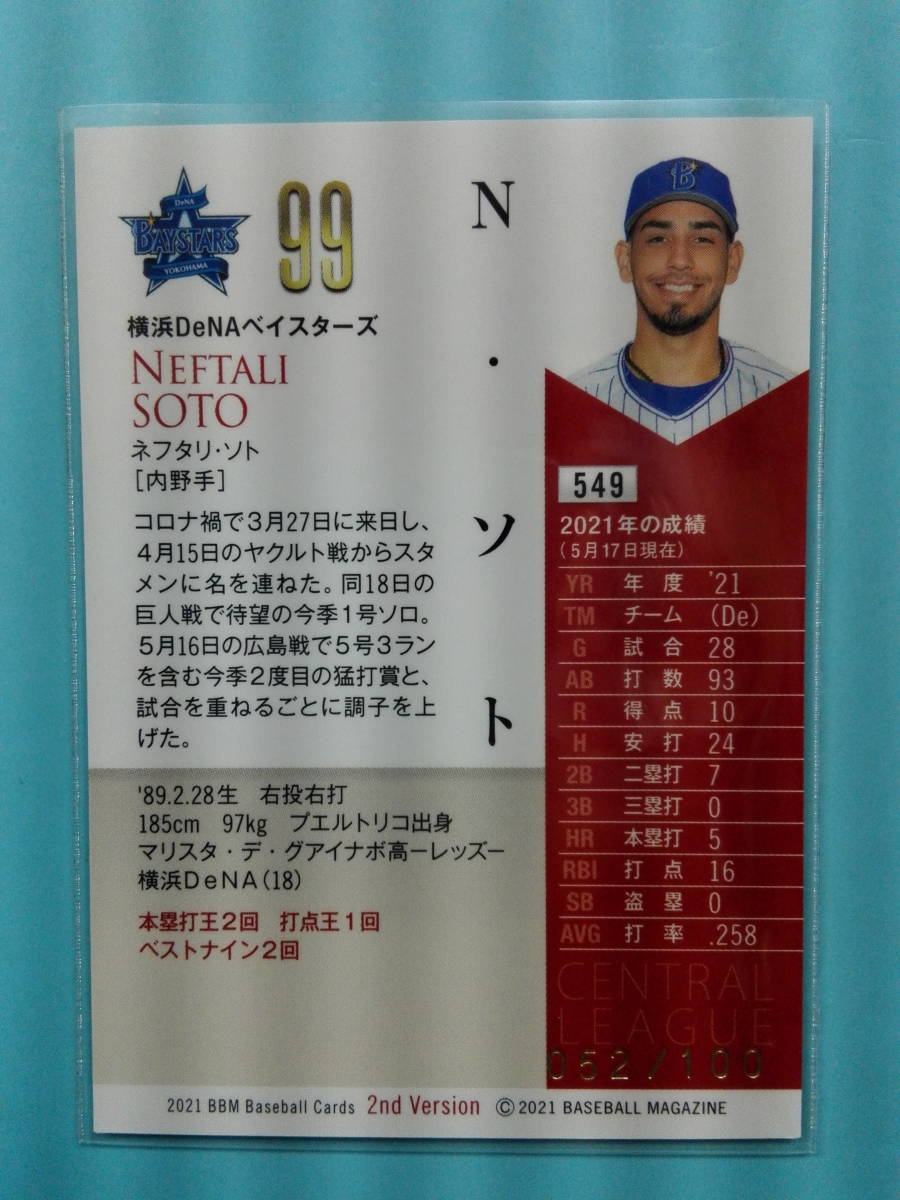 DeNA
BAYSTARS
YOKOHAMA
99
横浜DeNAベイスターズ
NEFTALI
SOTO
ネフタリ・ソト
[内野手]
コロナ禍で3月27日に来日し、
4月15日のヤクルト戦からスタ
メンに名を連ねた。同18日の
巨人戦で待望の今季1号ソロ。
5月16日の広島戦で5号3ラン
を含む今季2度目の猛打賞と、
試合を重ねるごとに調子を上
げた。
N・ソト
'89.2.28生 右投右打
185cm 97kg プエルトリコ出身
マリスタ・デ・グアイナボ高ーレッズー
横浜DeNA(18)
本塁打王2回 打点王1回
ベストナイン2回
B
549
2021年の成績
(5月17日現在)
YR 年度 '21
TM チーム (De)
G 試合 28
AB 打数 93
R 得点 10
H 安打 24
2B 二塁打 7
3B 三塁打 0
HR 本塁打 5
RBI 打点 16
SB 盗塁 0
AVG 打率 .258
CENTRAL
LEAGUE
052/100
2021 BBM Baseball Cards 2nd Version ©2021 BASEBALL MAGAZINE